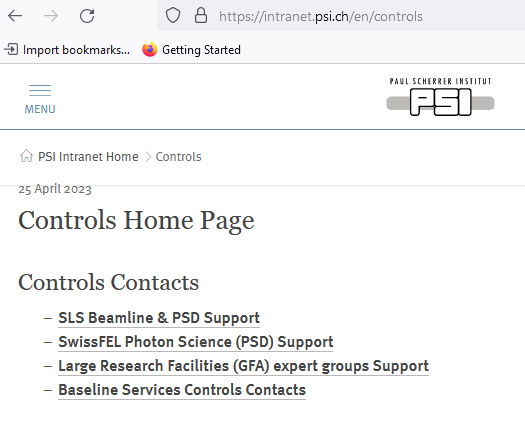 https://intranet.psi.ch/en/controls
Import bookmarks...
Getting Started
MENU
PAUL SCHERRER INSTITUT
PSI
PSI Intranet Home
Controls
25 April 2023
Controls Home Page
Controls Contacts
– SLS Beamline & PSD Support
– SwissFEL Photon Science (PSD) Support
– Large Research Facilities (GFA) expert groups Support
– Baseline Services Controls Contacts